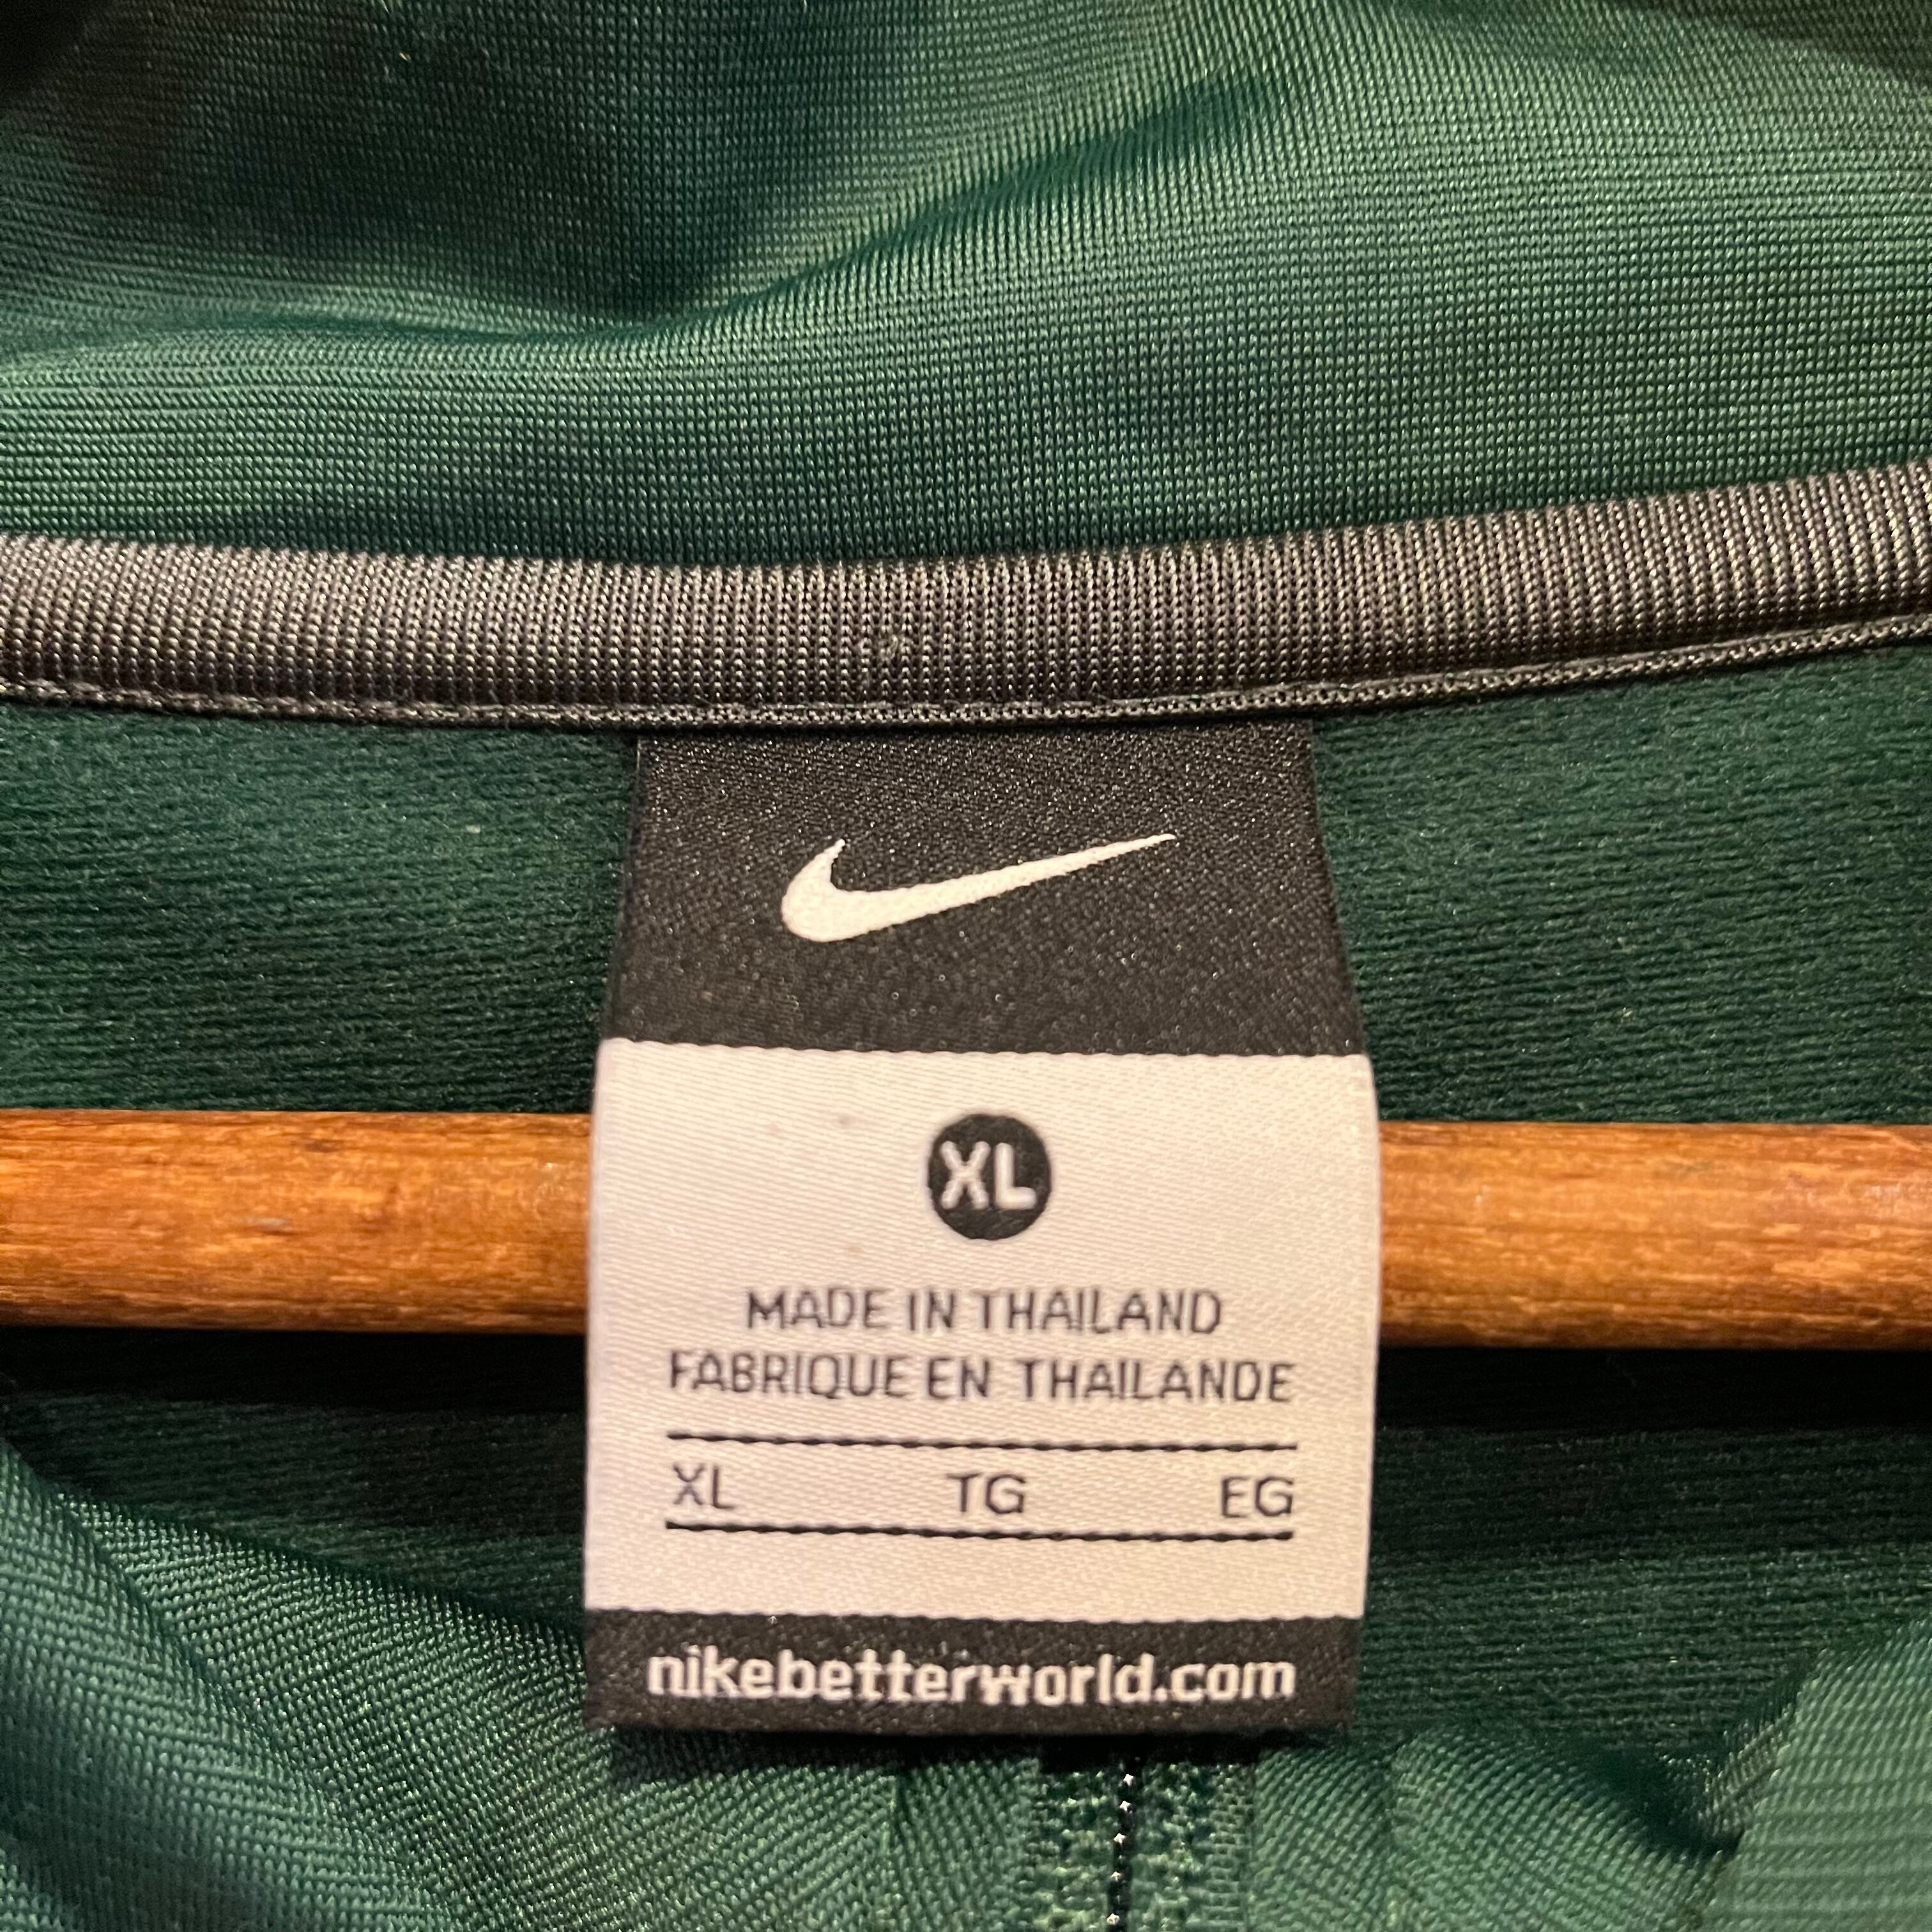 XL
MADE IN THAILAND
FABRIQUE EN THAILANDE
XL TG EG
nikebetterworld.com